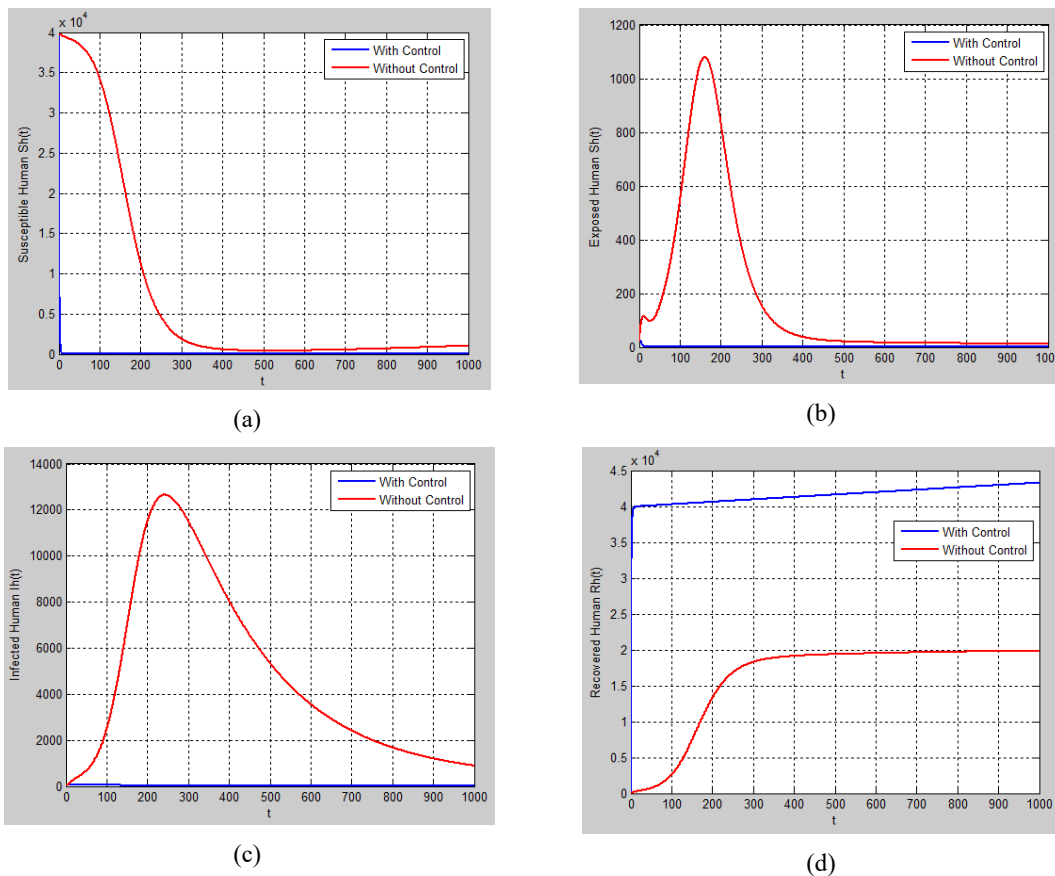 x 10⁴
4
3.5
3
2.5
2
1.5
1
0.5
0
Susceptible Human Sh(t)
With Control
Without Control
0 100 200 300 400 500 600 700 800 900 1000
t
(a)
1200
1000
800
600
400
200
0
Exposed Human Sh(t)
With Control
Without Control
0 100 200 300 400 500 600 700 800 900 1000
t
(b)
14000
12000
10000
8000
6000
4000
2000
0
Infected Human Ih(t)
With Control
Without Control
0 100 200 300 400 500 600 700 800 900 1000
t
(c)
x 10⁴
4.5
4
3.5
3
2.5
2
1.5
1
0.5
0
Recovered Human Rh(t)
With Control
Without Control
0 100 200 300 400 500 600 700 800 900 1000
t
(d)